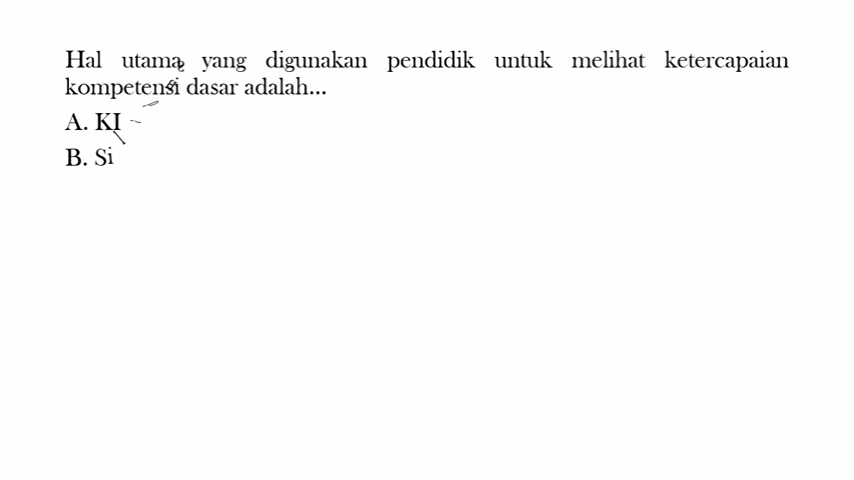 Hal utama yang digunakan pendidik untuk melihat ketercapaian
kompetensi dasar adalah...
A. KI
B. Si